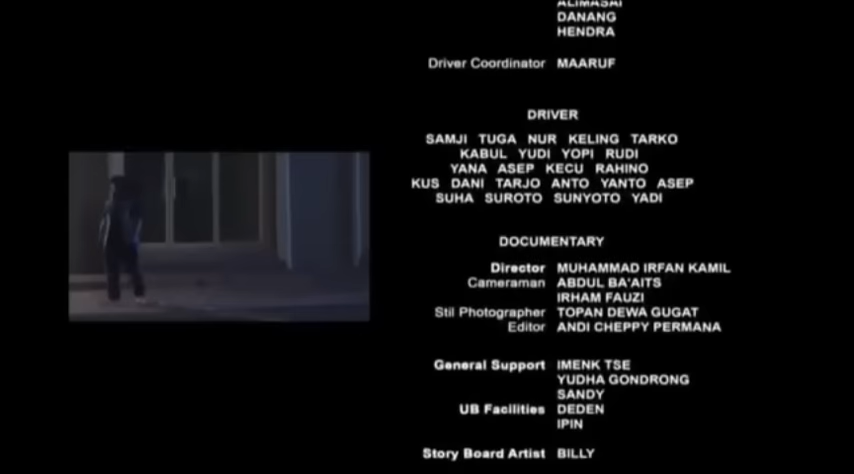 ALIMASAI
DANANG
HENDRA
Driver Coordinator MAARUF
DRIVER
SAMJI TUGA NUR KELING TARKO
KABUL YUDI YOPI RUDI
YANA ASEP KECU RAHINO
KUS DANI TARJO ANTO YANTO ASEP
SUHA SUROTO SUNYOTO YADI
DOCUMENTARY
Director MUHAMMAD IRFAN KAMIL
Cameraman ABDUL BA'AITS
IRHAM FAUZI
Stil Photographer TOPAN DEWA GUGAT
Editor ANDI CHEPPY PERMANA
General Support IMENK TSE
YUDHA GONDRONG
SANDY
UB Facilities DEDEN
IPIN
Story Board Artist BILLY